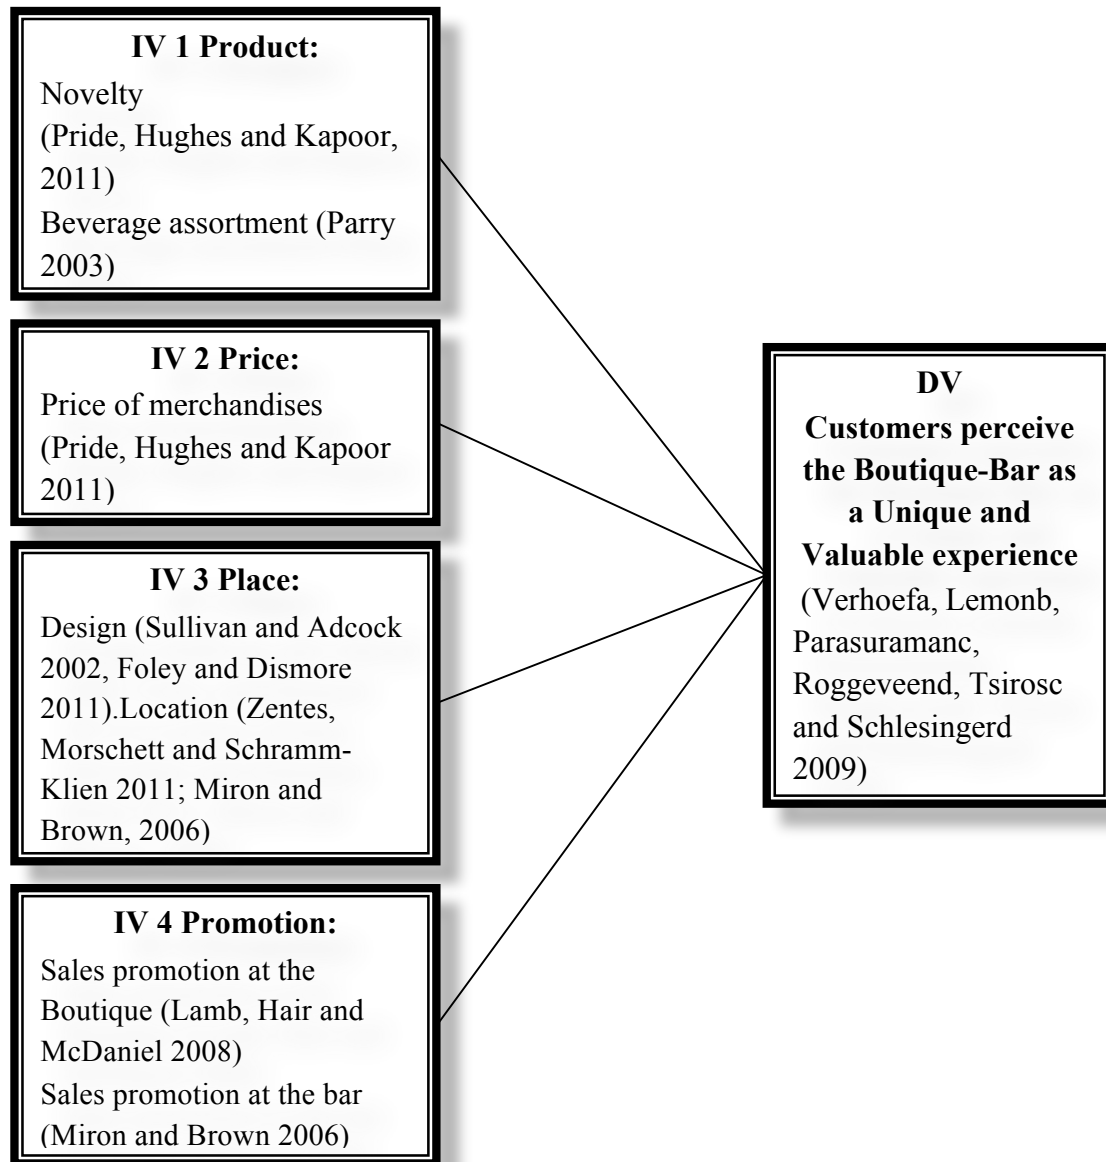 IV 1 Product:
Novelty
(Pride, Hughes and Kapoor,
2011)
Beverage assortment (Parry
2003)
IV 2 Price:
Price of merchandises
(Pride, Hughes and Kapoor
2011)
IV 3 Place:
Design (Sullivan and Adcock
2002, Foley and Dismore
2011).Location (Zentes,
Morschett and Schramm-
Klien 2011; Miron and
Brown, 2006)
IV 4 Promotion:
Sales promotion at the
Boutique (Lamb, Hair and
McDaniel 2008)
Sales promotion at the bar
(Miron and Brown 2006)
DV
Customers perceive
the Boutique-Bar as
a Unique and
Valuable experience
(Verhoefa, Lemonb,
Parasuramanc,
Roggeveend, Tsirosc
and Schlesingerd
2009)